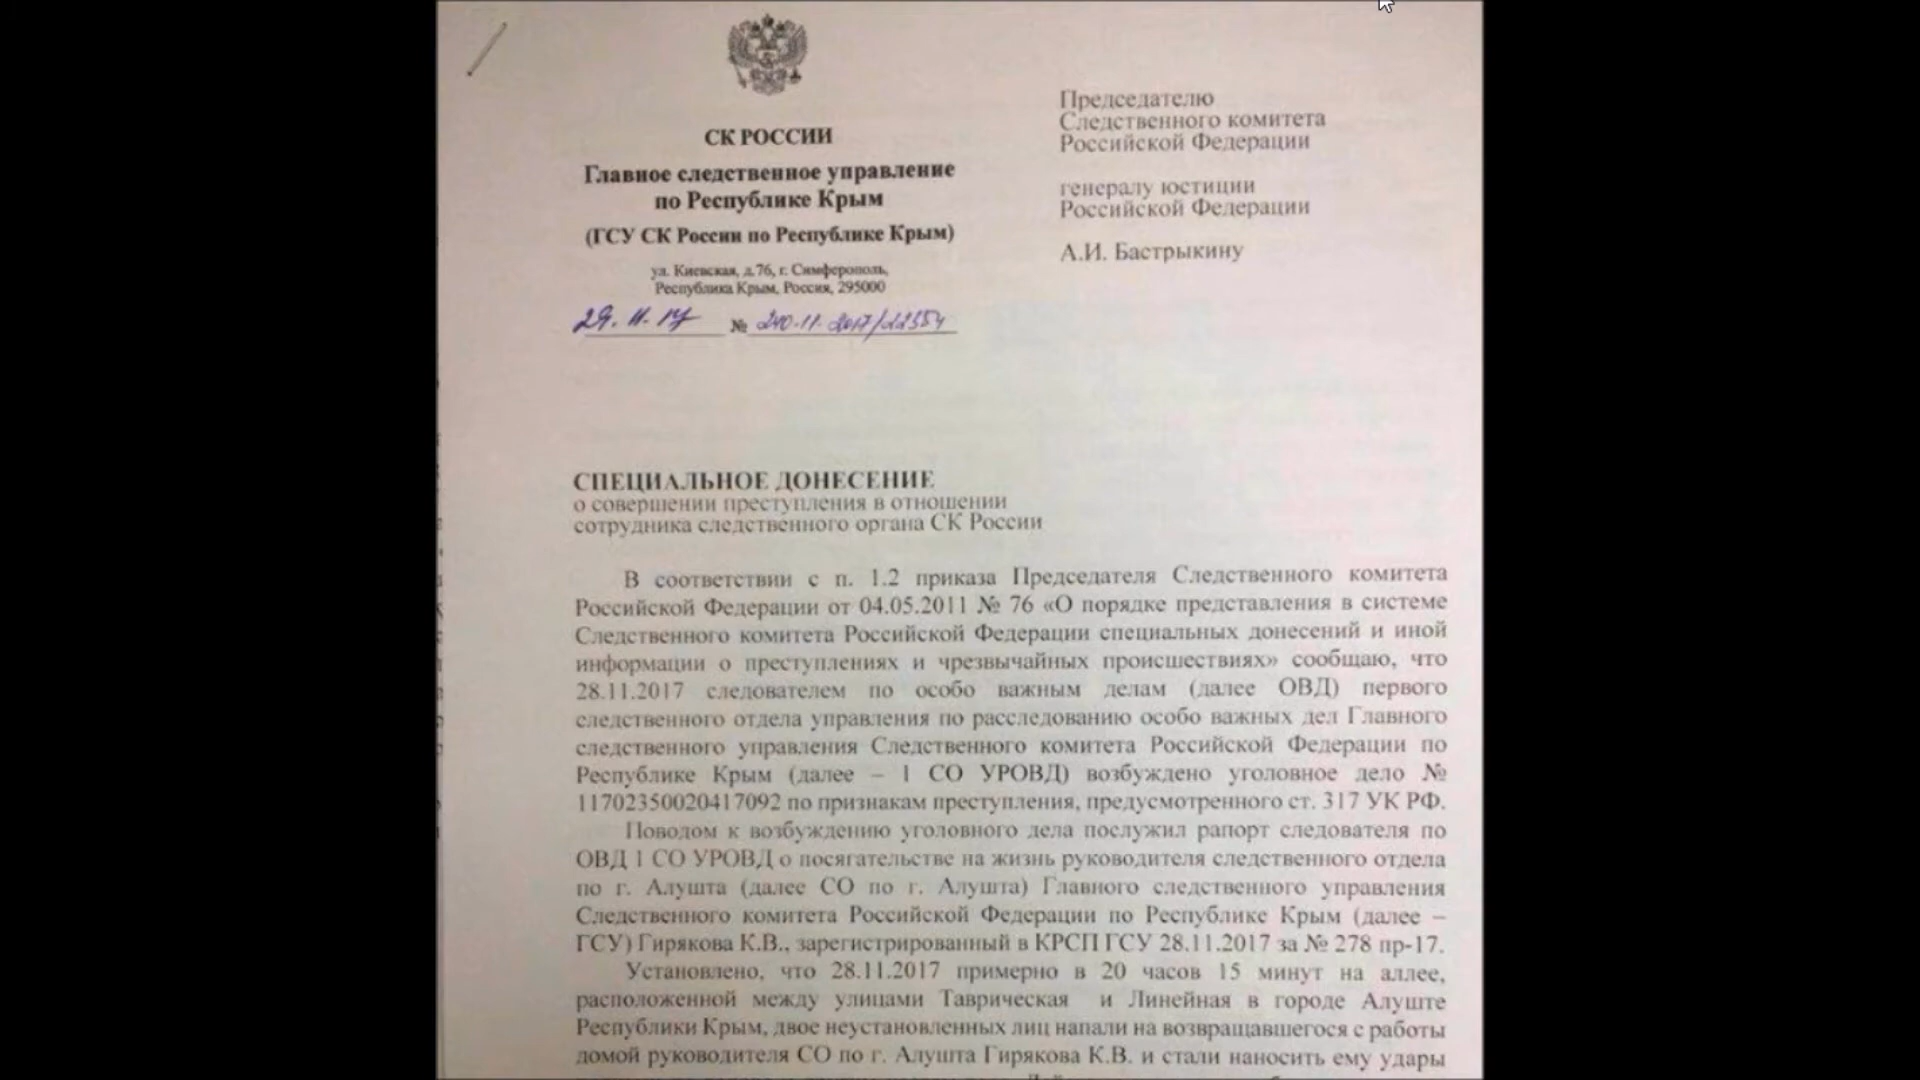 СК РОССИИ
Главное следственное управление
по Республике Крым
(ГСУ СК России по Республике Крым)
ул. Киевская, д.76, г. Симферополь,
Республика Крым, Россия, 295000
29.11.17 № 240-11-2017/22554
Председателю
Следственного комитета
Российской Федерации
генералу юстиции
Российской Федерации
А.И. Бастрыкину
СПЕЦИАЛЬНОЕ ДОНЕСЕНИЕ
о совершении преступления в отношении
сотрудника следственного органа СК России
В соответствии с п. 1.2 приказа Председателя Следственного комитета
Российской Федерации от 04.05.2011 № 76 «О порядке представления в системе
Следственного комитета Российской Федерации специальных донесений и иной
информации о преступлениях и чрезвычайных происшествиях» сообщаю, что
28.11.2017 следователем по особо важным делам (далее ОВД) первого
следственного отдела управления по расследованию особо важных дел Главного
следственного управления Следственного комитета Российской Федерации по
Республике Крым (далее – 1 СО УРОВД) возбуждено уголовное дело №
11702350020417092 по признакам преступления, предусмотренного ст. 317 УК РФ.
Поводом к возбуждению уголовного дела послужил рапорт следователя по
ОВД 1 СО УРОВД о посягательстве на жизнь руководителя следственного отдела
по г. Алушта (далее СО по г. Алушта) Главного следственного управления
Следственного комитета Российской Федерации по Республике Крым (далее –
ГСУ) Гирякова К.В., зарегистрированный в КРСП ГСУ 28.11.2017 за № 278 пр-17.
Установлено, что 28.11.2017 примерно в 20 часов 15 минут на аллее,
расположенной между улицами Таврическая и Линейная в городе Алуште
Республики Крым, двое неустановленных лиц напали на возвращавшегося с работы
домой руководителя СО по г. Алушта Гирякова К.В. и стали наносить ему удары